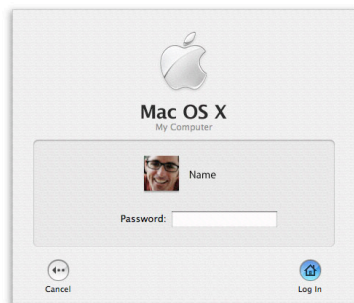 Mac OS X
My Computer
Name
Password:
Cancel
Log In